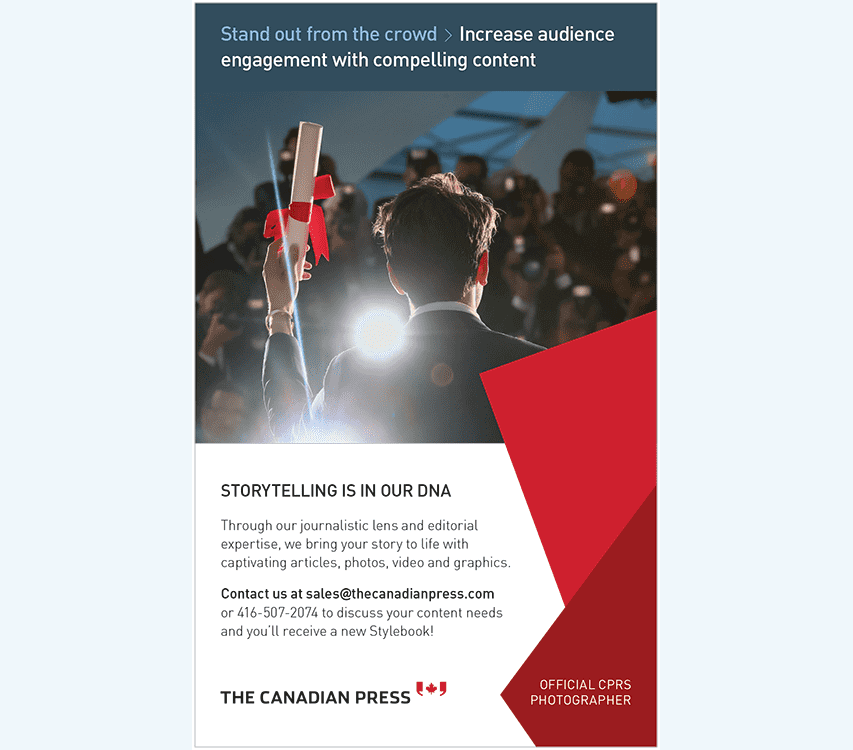 Stand out from the crowd > Increase audience
engagement with compelling content
STORYTELLING IS IN OUR DNA
Through our journalistic lens and editorial
expertise, we bring your story to life with
captivating articles, photos, video and graphics.
Contact us at sales@thecanadianpress.com
or 416-507-2074 to discuss your content needs
and you’ll receive a new Stylebook!
THE CANADIAN PRESS
OFFICIAL CPRS
PHOTOGRAPHER